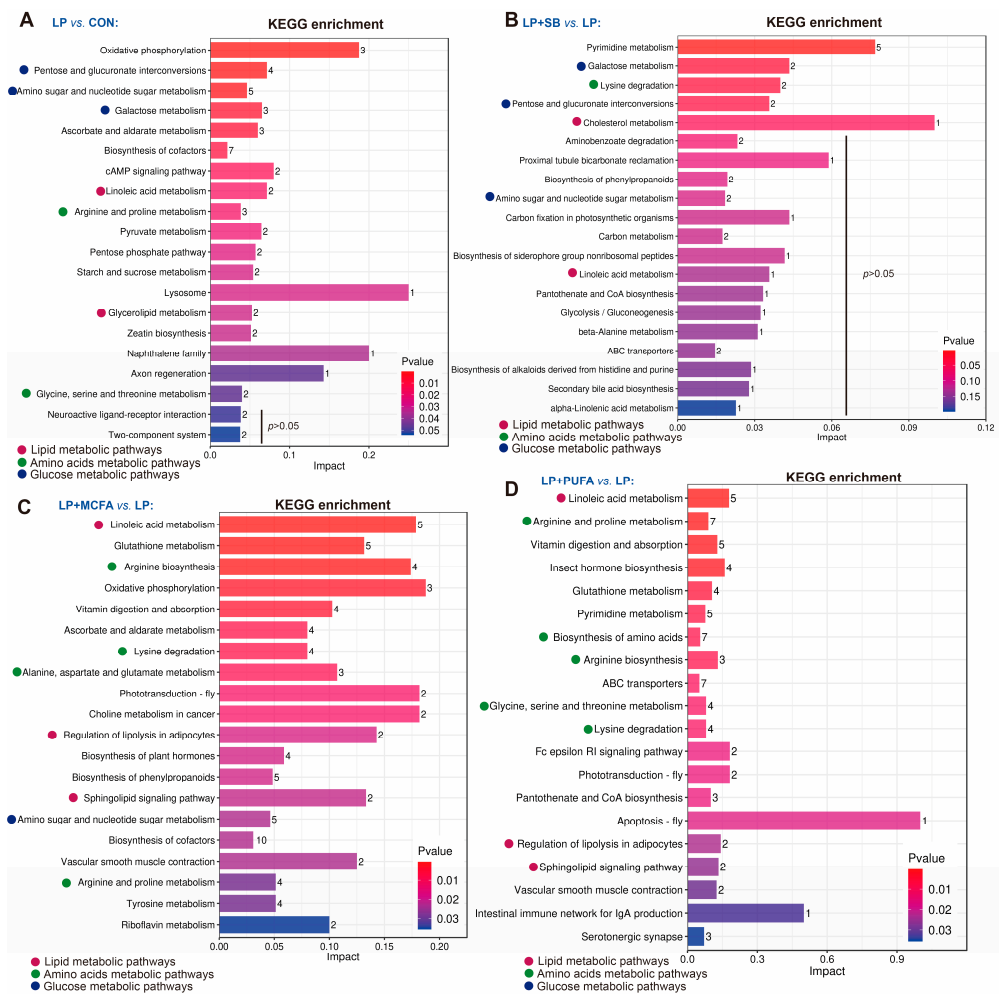 A
LP vs. CON:
KEGG enrichment
Oxidative phosphorylation
3
Pentose and glucuronate interconversions
4
Amino sugar and nucleotide sugar metabolism
5
Galactose metabolism
3
Ascorbate and aldarate metabolism
3
Biosynthesis of cofactors
7
cAMP signaling pathway
2
Linoleic acid metabolism
2
Arginine and proline metabolism
3
Pyruvate metabolism
2
Pentose phosphate pathway
2
Starch and sucrose metabolism
2
Lysosome
1
Glycerolipid metabolism
2
Zeatin biosynthesis
2
Naphthalene family
1
Axon regeneration
1
Glycine, serine and threonine metabolism
2
Neuroactive ligand-receptor interaction
2
Two-component system
2
p>0.05
Pvalue
0.01
0.02
0.03
0.04
0.05
0.0 0.1 0.2
Impact
Lipid metabolic pathways
Amino acids metabolic pathways
Glucose metabolic pathways
B
LP+SB vs. LP:
KEGG enrichment
Pyrimidine metabolism
5
Galactose metabolism
2
Lysine degradation
2
Pentose and glucuronate interconversions
2
Cholesterol metabolism
1
Aminobenzoate degradation
2
Proximal tubule bicarbonate reclamation
1
Biosynthesis of phenylpropanoids
2
Amino sugar and nucleotide sugar metabolism
2
Carbon fixation in photosynthetic organisms
1
Carbon metabolism
2
Biosynthesis of siderophore group nonribosomal peptides
1
Linoleic acid metabolism
1
Pantothenate and CoA biosynthesis
1
Glycolysis / Gluconeogenesis
1
beta-Alanine metabolism
1
ABC transporters
2
Biosynthesis of alkaloids derived from histidine and purine
1
Secondary bile acid biosynthesis
1
alpha-Linolenic acid metabolism
1
p>0.05
Pvalue
0.05
0.10
0.15
0.00 0.03 0.06 0.09 0.12
Impact
Lipid metabolic pathways
Amino acids metabolic pathways
Glucose metabolic pathways
C
LP+MCFA vs. LP:
KEGG enrichment
Linoleic acid metabolism
5
Glutathione metabolism
5
Arginine biosynthesis
4
Oxidative phosphorylation
3
Vitamin digestion and absorption
4
Ascorbate and aldarate metabolism
4
Lysine degradation
4
Alanine, aspartate and glutamate metabolism
3
Phototransduction - fly
2
Choline metabolism in cancer
2
Regulation of lipolysis in adipocytes
2
Biosynthesis of plant hormones
4
Biosynthesis of phenylpropanoids
5
Sphingolipid signaling pathway
2
Amino sugar and nucleotide sugar metabolism
5
Biosynthesis of cofactors
10
Vascular smooth muscle contraction
2
Arginine and proline metabolism
4
Tyrosine metabolism
4
Riboflavin metabolism
2
Pvalue
0.01
0.02
0.03
0.00 0.05 0.10 0.15 0.20
Impact
Lipid metabolic pathways
Amino acids metabolic pathways
Glucose metabolic pathways
D
LP+PUFA vs. LP:
KEGG enrichment
Linoleic acid metabolism
5
Arginine and proline metabolism
7
Vitamin digestion and absorption
5
Insect hormone biosynthesis
4
Glutathione metabolism
4
Pyrimidine metabolism
5
Biosynthesis of amino acids
7
Arginine biosynthesis
3
ABC transporters
7
Glycine, serine and threonine metabolism
4
Lysine degradation
4
Fc epsilon RI signaling pathway
2
Phototransduction - fly
2
Pantothenate and CoA biosynthesis
3
Apoptosis - fly
1
Regulation of lipolysis in adipocytes
2
Sphingolipid signaling pathway
2
Vascular smooth muscle contraction
2
Intestinal immune network for IgA production
1
Serotonergic synapse
3
Pvalue
0.01
0.02
0.03
0.0 0.3 0.6 0.9
Impact
Lipid metabolic pathways
Amino acids metabolic pathways
Glucose metabolic pathways